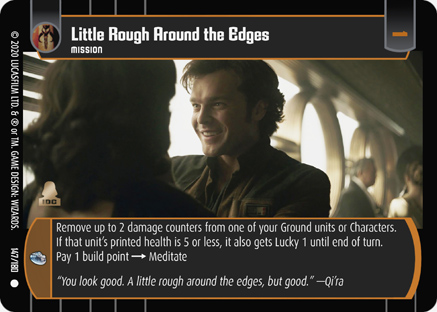 Little Rough Around the Edges
MISSION
1
Remove up to 2 damage counters from one of your Ground units or Characters.
If that unit's printed health is 5 or less, it also gets Lucky 1 until end of turn.
Pay 1 build point → Meditate
“You look good. A little rough around the edges, but good.” —Qi'ra
© 2020 LUCASFILM LTD. & ® or TM. GAME DESIGN: WIZARDS.
147/180